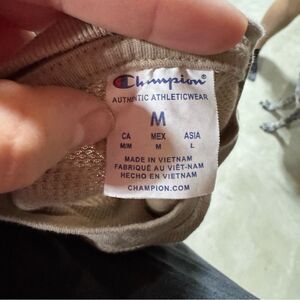 Champion
AUTHENTIC ATHLETICWEAR
M
CA MEX ASIA
M/M M L
MADE IN VIETNAM
FABRIQUÉ AU VIÊT-NAM
HECHO EN VIETNAM
CHAMPION.COM